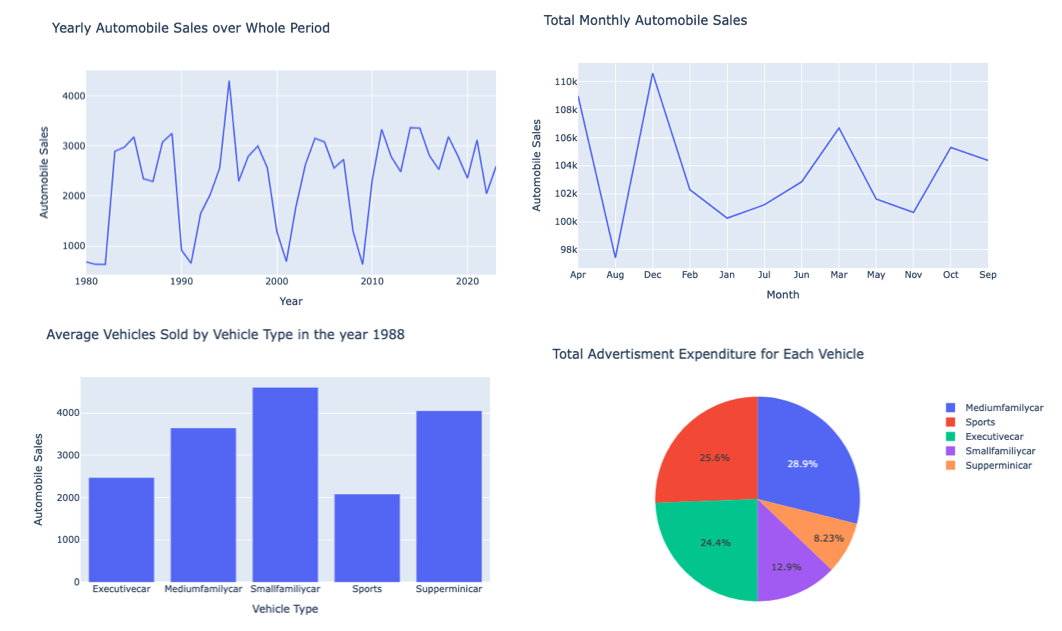 Yearly Automobile Sales over Whole Period
4000
3000
2000
1000
Automobile Sales
1980 1990 2000 2010 2020
Year
Total Monthly Automobile Sales
110k
108k
106k
104k
102k
100k
98k
Automobile Sales
Apr Aug Dec Feb Jan Jul Jun Mar May Nov Oct Sep
Month
Average Vehicles Sold by Vehicle Type in the year 1988
4000
3000
2000
1000
0
Automobile Sales
Executivecar Mediumfamilycar Smallfamiliycar Sports Supperminicar
Vehicle Type
Total Advertisment Expenditure for Each Vehicle
28.9%
25.6%
24.4%
12.9%
8.23%
Mediumfamilycar
Sports
Executivecar
Smallfamiliycar
Supperminicar